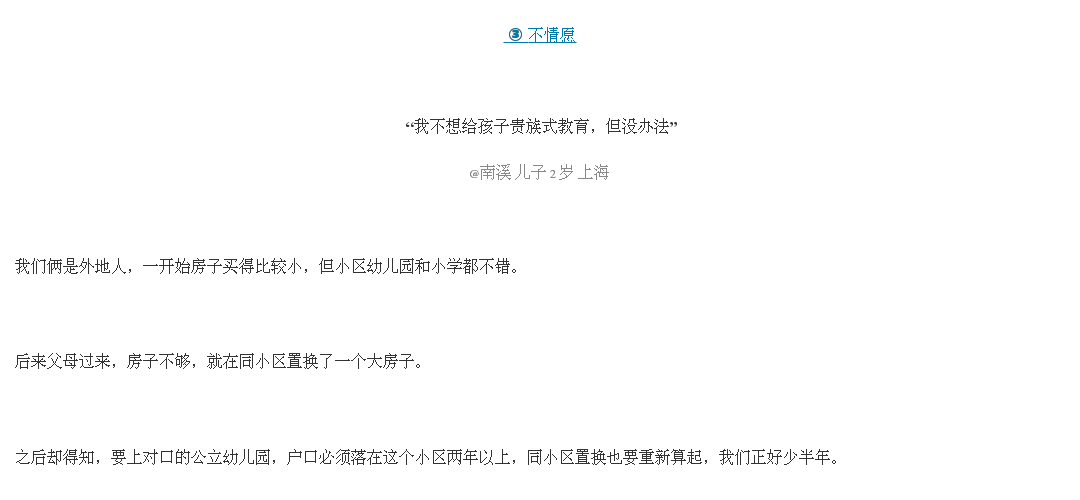 ③ 不情愿
“我不想给孩子贵族式教育，但没办法”
@南溪 儿子 2 岁 上海
我们俩是外地人，一开始房子买得比较小，但小区幼儿园和小学都不错。
后来父母过来，房子不够，就在同小区置换了一个大房子。
之后却得知，要上对口的公立幼儿园，户口必须落在这个小区两年以上，同小区置换也要重新算起，我们正好少半年。